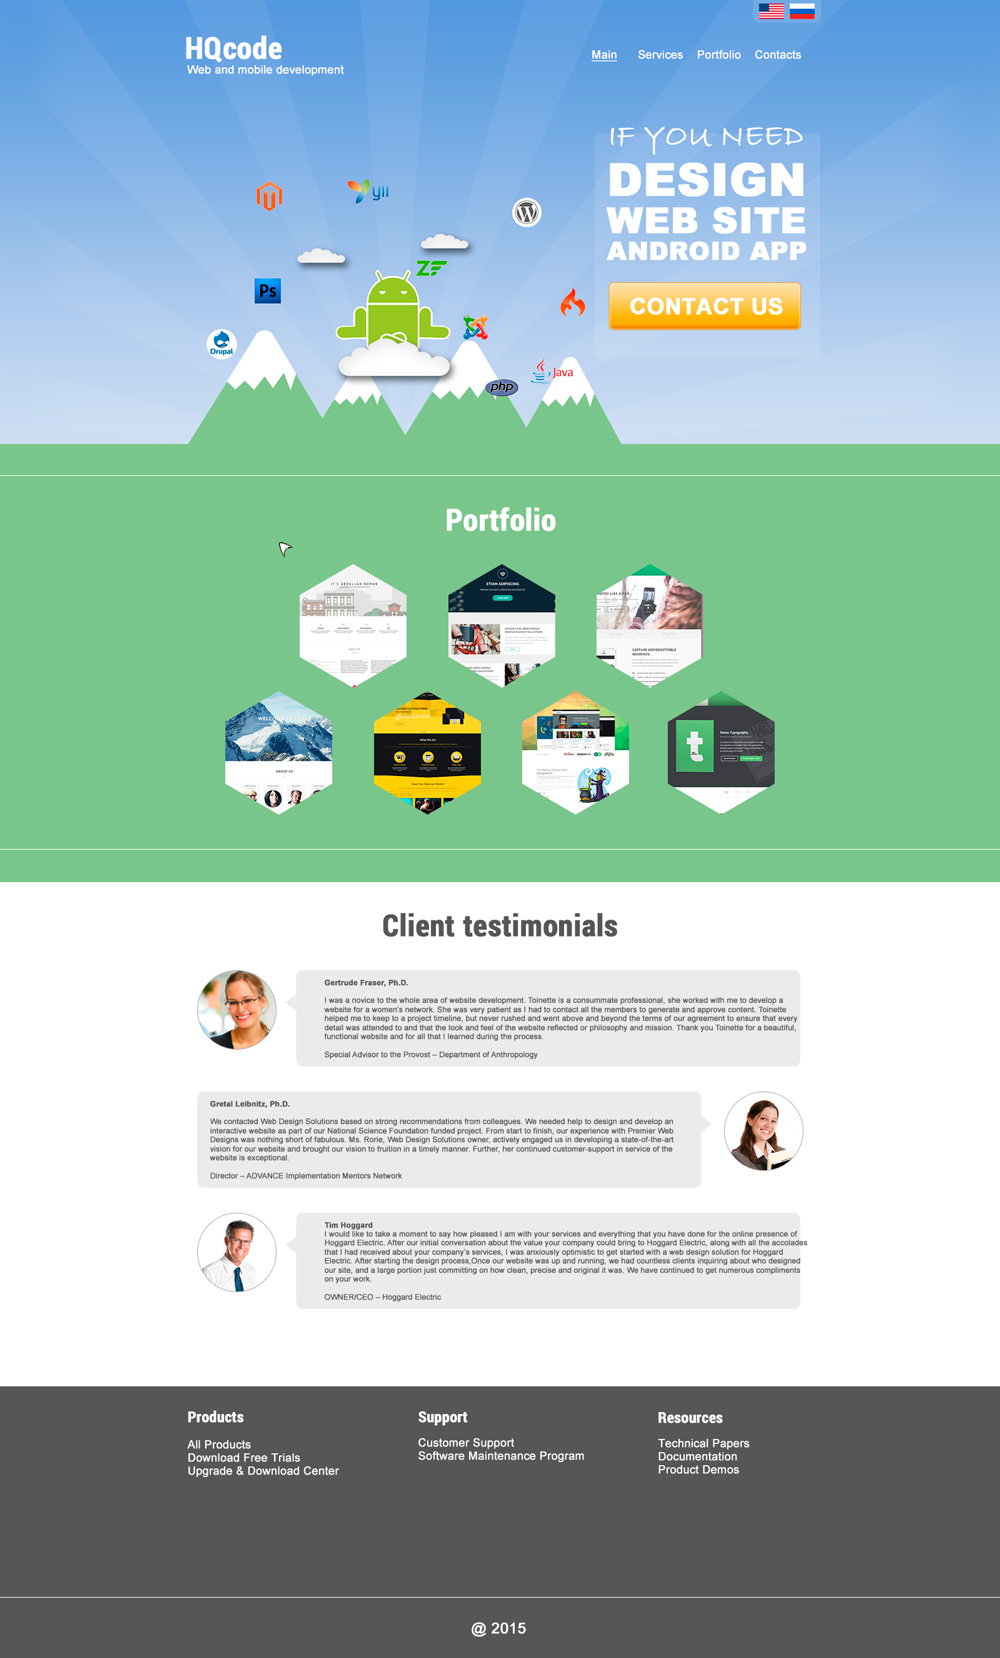 HQcode
Web and mobile development
Main Services Portfolio Contacts
IF YOU NEED
DESIGN
WEB SITE
ANDROID APP
CONTACT US
yii
ZF
Ps
Drupal
php
Java
Portfolio
IT'S ABDULLAH NOMAN
ETIAM ADIPISCING
CAPTURE UNFORGETTABLE
MOMENTS.
ABOUT US
What We Do?
t
Client testimonials
Gertrude Fraser, Ph.D.
I was a novice to the whole area of website development. Toinette is a consummate professional, she worked with me to develop a
website for a women's network. She was very patient as I had to contact all the members to generate and approve content. Toinette
helped me to keep to a project timeline, but never rushed and went above and beyond the terms of our agreement to ensure that every
detail was attended to and that the look and feel of the website reflected or philosophy and mission. Thank you Toinette for a beautiful,
functional website and for all that I learned during the process.
Special Advisor to the Provost – Department of Anthropology
Gretal Leibnitz, Ph.D.
We contacted Web Design Solutions based on strong recommendations from colleagues. We needed help to design and develop an
interactive website as part of our National Science Foundation funded project. From start to finish, our experience with Premier Web
Designs was nothing short of fabulous. Ms. Rorie, Web Design Solutions owner, actively engaged us in developing a state-of-the-art
vision for our website and brought our vision to fruition in a timely manner. Further, her continued customer-support in service of the
website is exceptional.
Director – ADVANCE Implementation Mentors Network
Tim Hoggard
I would like to take a moment to say how pleased I am with your services and everything that you have done for the online presence of
Hoggard Electric. After our initial conversation about the value your company could bring to Hoggard Electric, along with all the accolades
that I had received about your company's services, I was anxiously optimistic to get started with a web design solution for Hoggard
Electric. After starting the design process,Once our website was up and running, we had countless clients inquiring about who designed
our site, and a large portion just committing on how clean, precise and original it was. We have continued to get numerous compliments
on your work.
OWNER/CEO – Hoggard Electric
Products
All Products
Download Free Trials
Upgrade & Download Center
Support
Customer Support
Software Maintenance Program
Resources
Technical Papers
Documentation
Product Demos
@ 2015